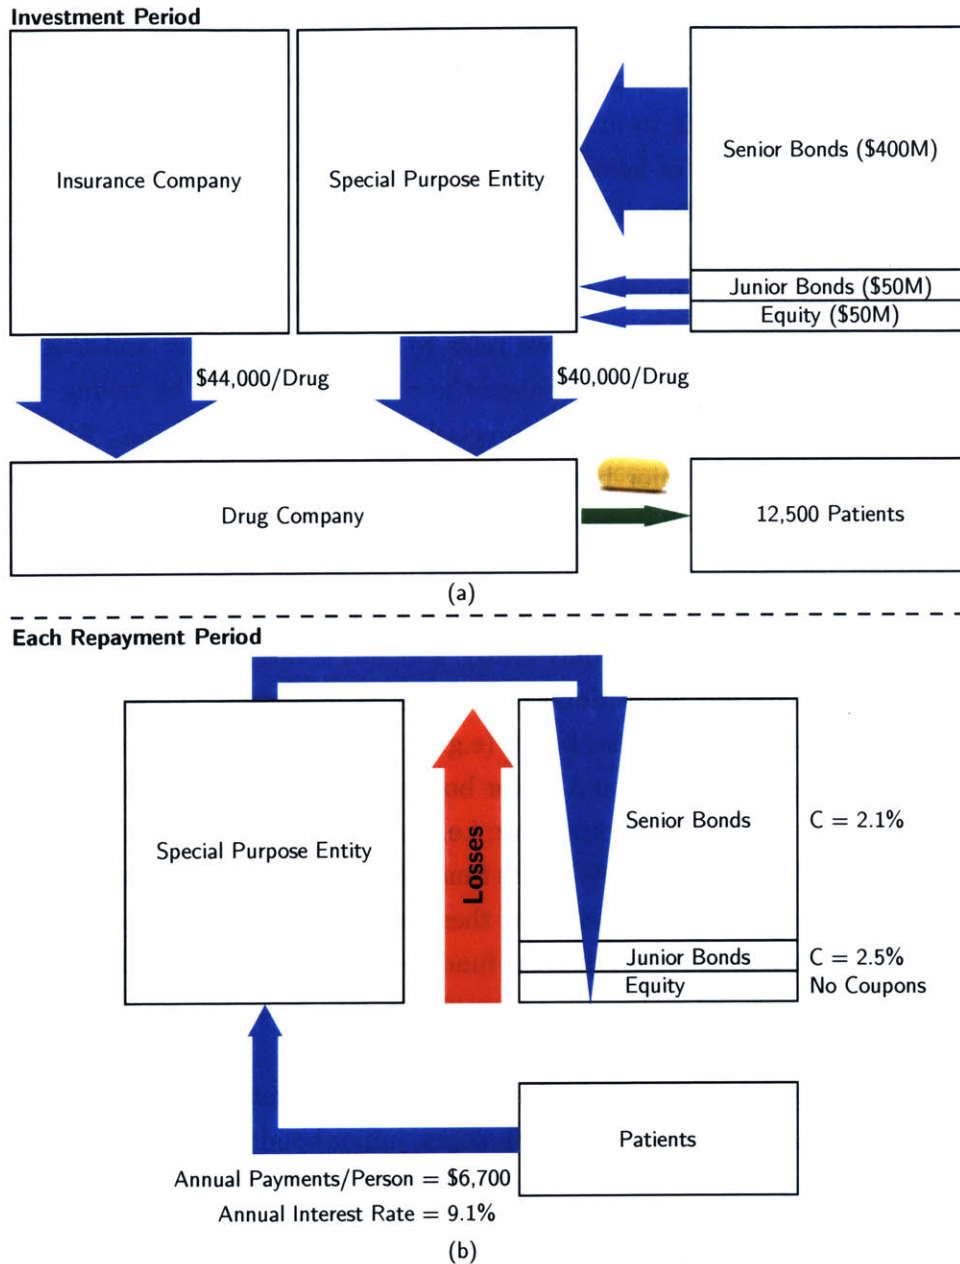 Investment Period
Insurance Company
Special Purpose Entity
Senior Bonds ($400M)
Junior Bonds ($50M)
Equity ($50M)
$44,000/Drug
$40,000/Drug
Drug Company
12,500 Patients
(a)
Each Repayment Period
Special Purpose Entity
Losses
Senior Bonds
C = 2.1%
Junior Bonds
C = 2.5%
Equity
No Coupons
Patients
Annual Payments/Person = $6,700
Annual Interest Rate = 9.1%
(b)